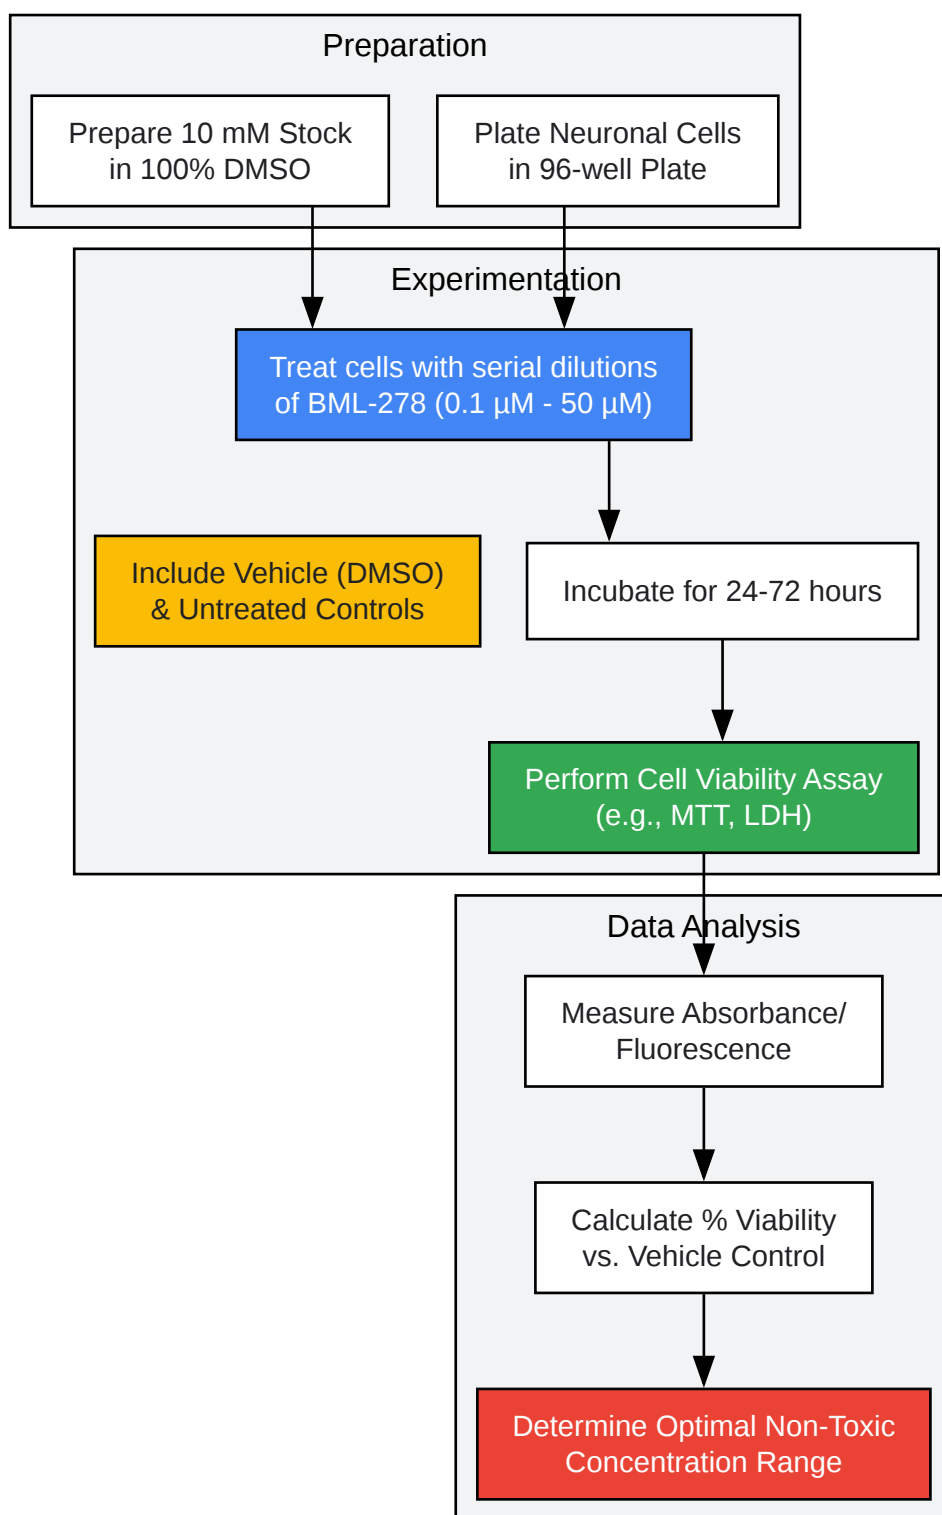 Preparation
Prepare 10 mM Stock
in 100% DMSO
Plate Neuronal Cells
in 96-well Plate
Experimentation
Treat cells with serial dilutions
of BML-278 (0.1 µM - 50 µM)
Include Vehicle (DMSO)
& Untreated Controls
Incubate for 24-72 hours
Perform Cell Viability Assay
(e.g., MTT, LDH)
Data Analysis
Measure Absorbance/
Fluorescence
Calculate % Viability
vs. Vehicle Control
Determine Optimal Non-Toxic
Concentration Range